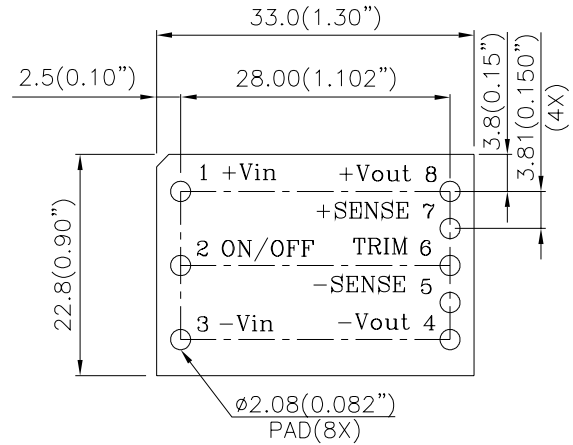 33.0(1.30")
2.5(0.10")
28.00(1.102")
3.8(0.15")
3.81(0.150")
(4X)
22.8(0.90")
1 +Vin
+Vout 8
+SENSE 7
2 ON/OFF
TRIM 6
-SENSE 5
3 -Vin
-Vout 4
ø2.08(0.082")
PAD(8X)